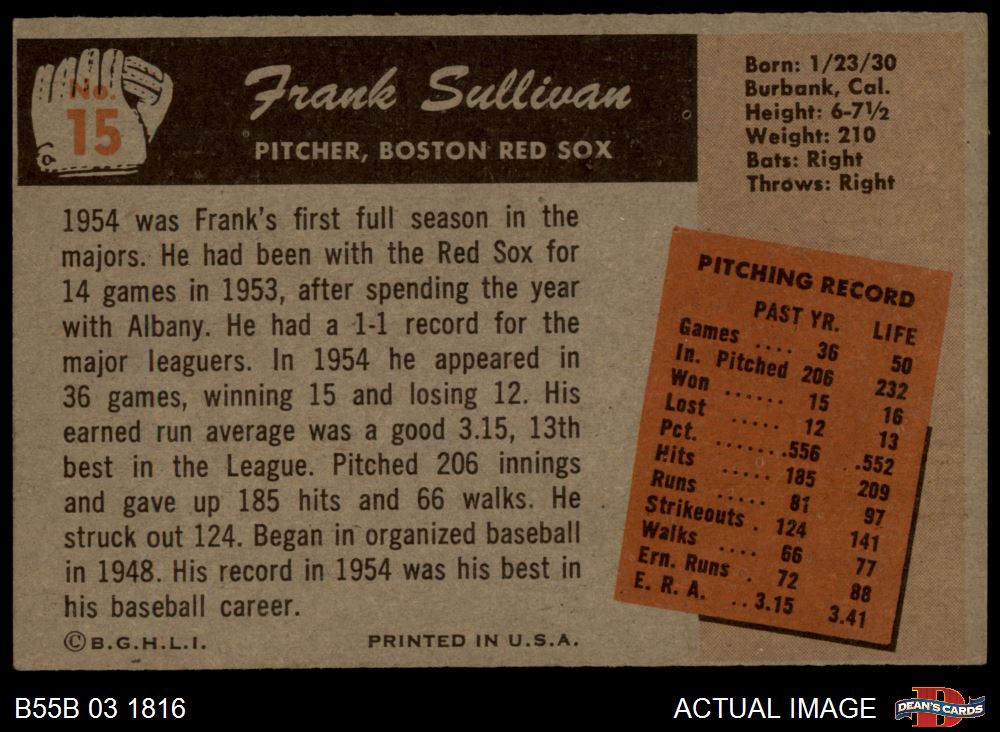 No.
15
Frank Sullivan
PITCHER, BOSTON RED SOX
Born: 1/23/30
Burbank, Cal.
Height: 6-7½
Weight: 210
Bats: Right
Throws: Right
1954 was Frank's first full season in the
majors. He had been with the Red Sox for
14 games in 1953, after spending the year
with Albany. He had a 1-1 record for the
major leaguers. In 1954 he appeared in
36 games, winning 15 and losing 12. His
earned run average was a good 3.15, 13th
best in the League. Pitched 206 innings
and gave up 185 hits and 66 walks. He
struck out 124. Began in organized baseball
in 1948. His record in 1954 was his best in
his baseball career.
©B.G.H.L.I. PRINTED IN U.S.A.
PITCHING RECORD
PAST YR. LIFE
Games .... 36 50
In. Pitched 206 232
Won ...... 15 16
Lost ..... 12 13
Pct. ...... .556 .552
Hits ..... 185 209
Runs ..... 81 97
Strikeouts . 124 141
Walks .... 66 77
Ern. Runs . 72 88
E. R. A. .. 3.15 3.41
B55B 03 1816
ACTUAL IMAGE
DEAN'S CARDS